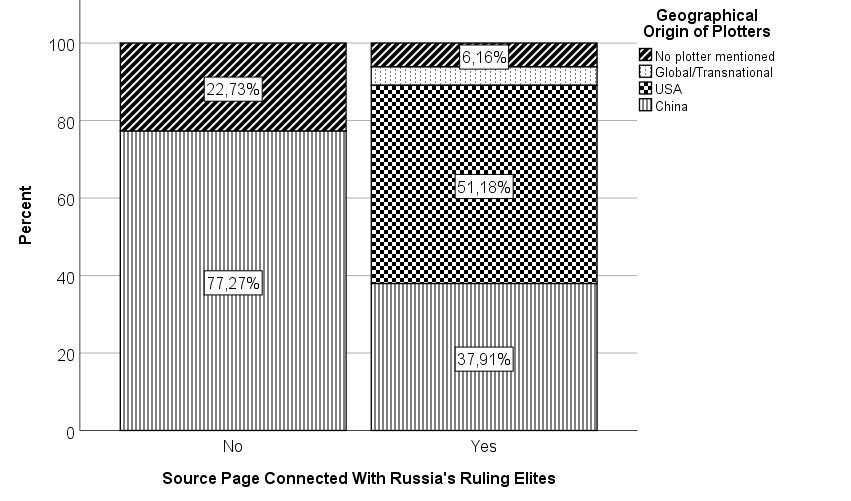 Geographical
Origin of Plotters
No plotter mentioned
Global/Transnational
USA
China
Percent
100
80
60
40
20
0
22,73%
77,27%
6,16%
51,18%
37,91%
No
Yes
Source Page Connected With Russia's Ruling Elites